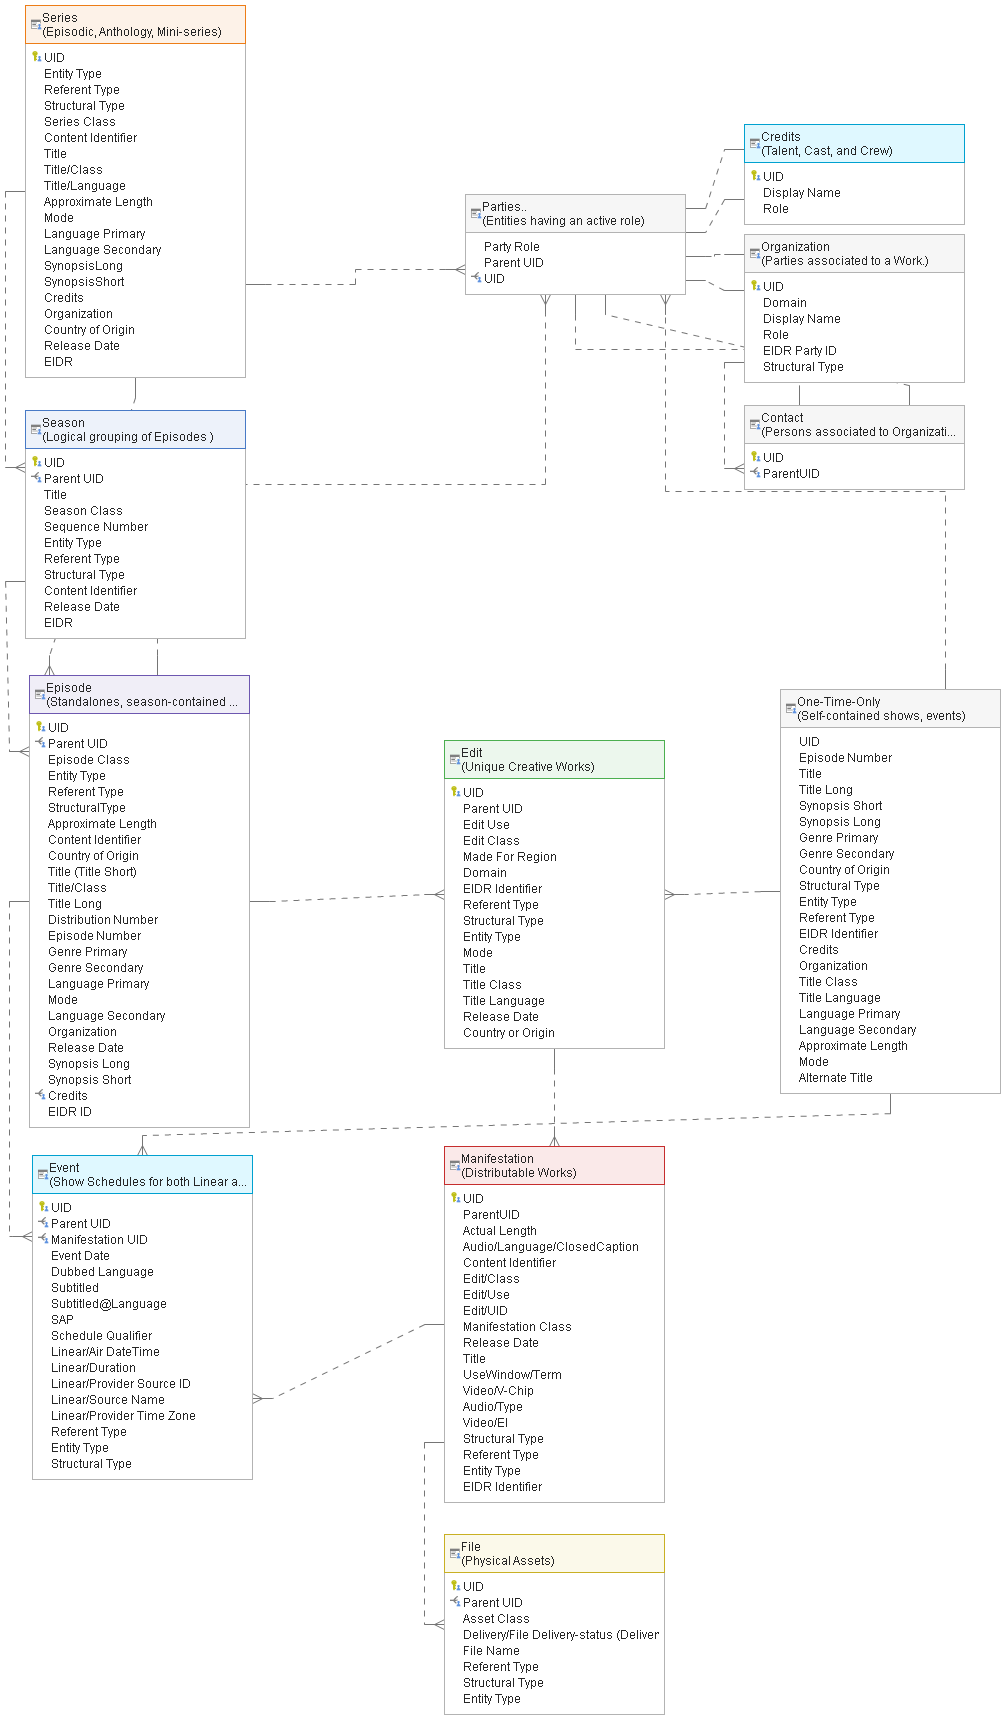 Series
(Episodic, Anthology, Mini-series)
UID
Entity Type
Referent Type
Structural Type
Series Class
Content Identifier
Title
Title/Class
Title/Language
Approximate Length
Mode
Language Primary
Language Secondary
SynopsisLong
SynopsisShort
Credits
Organization
Country of Origin
Release Date
EIDR
Credits
(Talent, Cast, and Crew)
UID
Display Name
Role
Parties..
(Entities having an active role)
Party Role
Parent UID
UID
Organization
(Parties associated to a Work.)
UID
Domain
Display Name
Role
EIDR Party ID
Structural Type
Contact
(Persons associated to Organizati...
UID
ParentUID
Season
(Logical grouping of Episodes )
UID
Parent UID
Title
Season Class
Sequence Number
Entity Type
Referent Type
Structural Type
Content Identifier
Release Date
EIDR
Episode
(Standalones, season-contained ...
UID
Parent UID
Episode Class
Entity Type
Referent Type
StructuralType
Approximate Length
Content Identifier
Country of Origin
Title (Title Short)
Title/Class
Title Long
Distribution Number
Episode Number
Genre Primary
Genre Secondary
Language Primary
Mode
Language Secondary
Organization
Release Date
Synopsis Long
Synopsis Short
Credits
EIDR ID
Edit
(Unique Creative Works)
UID
Parent UID
Edit Use
Edit Class
Made For Region
Domain
EIDR Identifier
Referent Type
Structural Type
Entity Type
Mode
Title
Title Class
Title Language
Release Date
Country or Origin
One-Time-Only
(Self-contained shows, events)
UID
Episode Number
Title
Title Long
Synopsis Short
Synopsis Long
Genre Primary
Genre Secondary
Country of Origin
Structural Type
Entity Type
Referent Type
EIDR Identifier
Credits
Organization
Title Class
Title Language
Language Primary
Language Secondary
Approximate Length
Mode
Alternate Title
Event
(Show Schedules for both Linear a...
UID
Parent UID
Manifestation UID
Event Date
Dubbed Language
Subtitled
Subtitled@Language
SAP
Schedule Qualifier
Linear/Air DateTime
Linear/Duration
Linear/Provider Source ID
Linear/Source Name
Linear/Provider Time Zone
Referent Type
Entity Type
Structural Type
Manifestation
(Distributable Works)
UID
ParentUID
Actual Length
Audio/Language/ClosedCaption
Content Identifier
Edit/Class
Edit/Use
Edit/UID
Manifestation Class
Release Date
Title
UseWindow/Term
Video/V-Chip
Audio/Type
Video/EI
Structural Type
Referent Type
Entity Type
EIDR Identifier
File
(Physical Assets)
UID
Parent UID
Asset Class
Delivery/File Delivery-status (Deliver
File Name
Referent Type
Structural Type
Entity Type